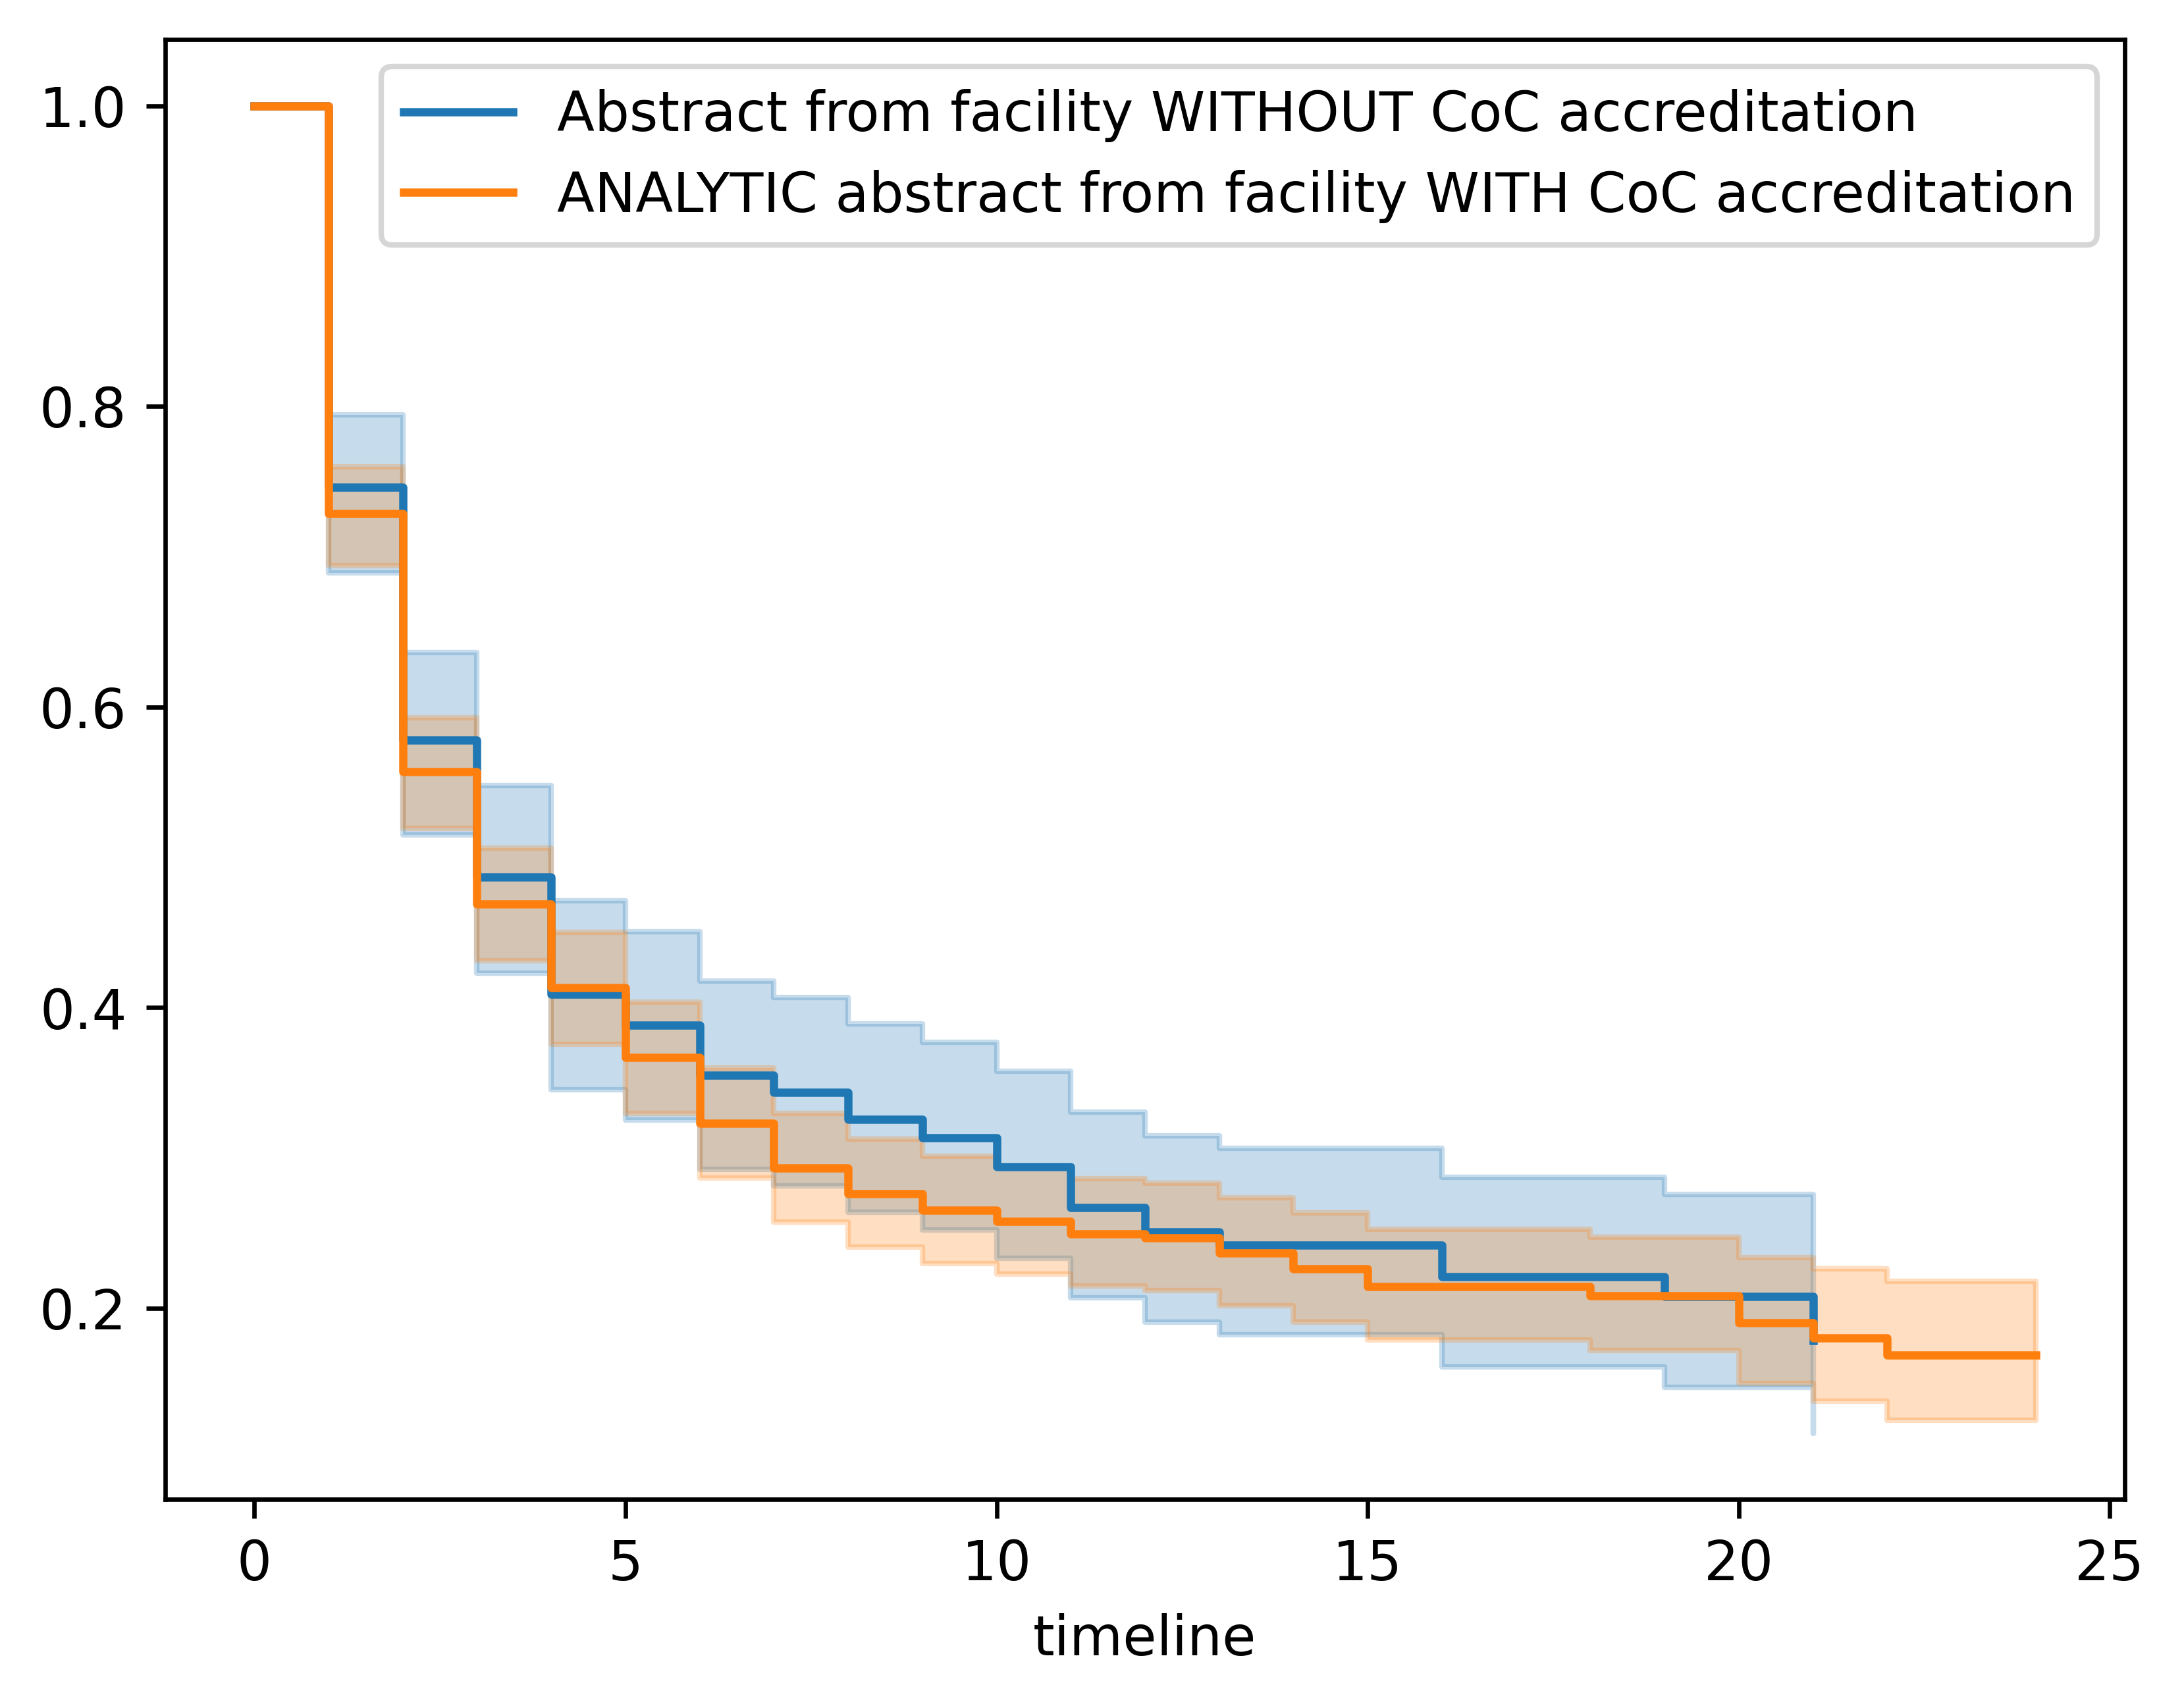 Abstract from facility WITHOUT CoC accreditation
ANALYTIC abstract from facility WITH CoC accreditation
1.0
0.8
0.6
0.4
0.2
0 5 10 15 20 25
timeline